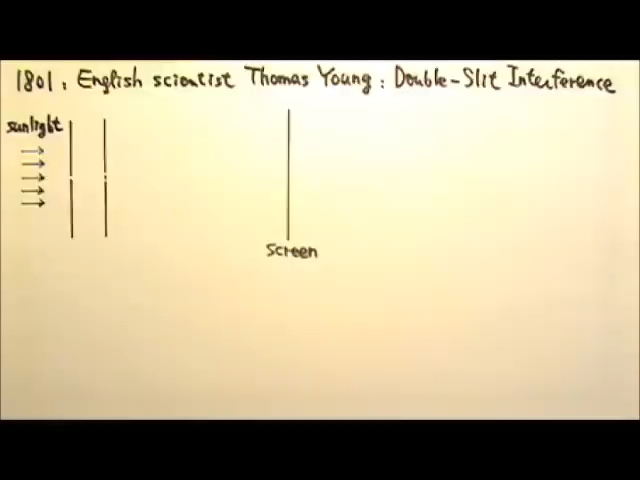 1801 : English scientist Thomas Young : Double-Slit Interference
sunlight
screen